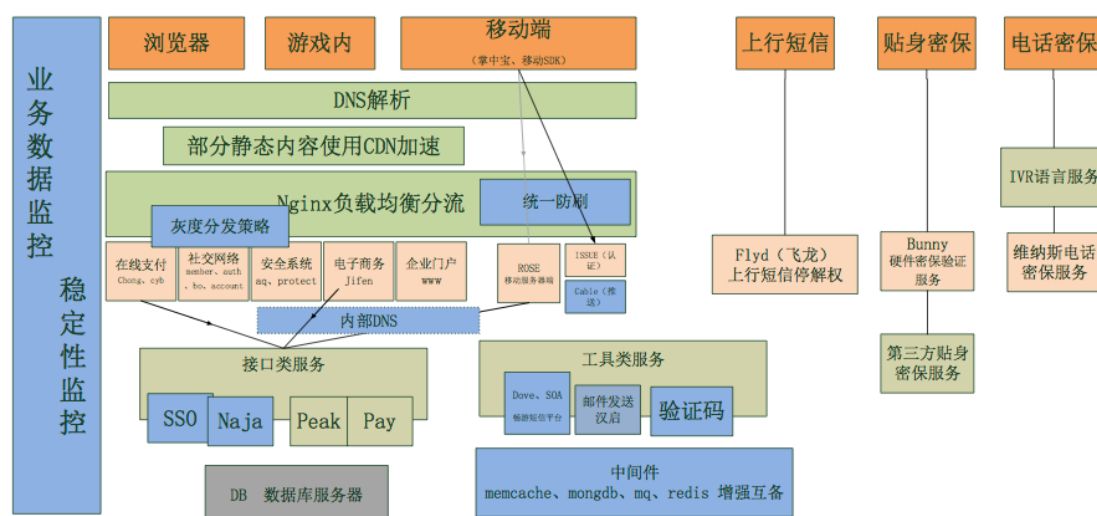 业务数据监控
稳定性监控
浏览器
游戏内
移动端
(掌中宝、移动SDK)
上行短信
贴身密保
电话密保
DNS解析
部分静态内容使用CDN加速
Nginx负载均衡分流
统一防刷
灰度分发策略
IVR语言服务
在线支付
Chong、cyb
社交网络
member、auth
、bo、account
安全系统
aq、protect
电子商务
Jifen
企业门户
www
ROSE
移动服务器端
ISSUE(认
证)
Cable(推
送)
Flyd(飞龙)
上行短信停解权
Bunny
硬件密保验证
服务
维纳斯电话
密保服务
内部DNS
接口类服务
SSO
Naja
Peak
Pay
工具类服务
Dove、SOA
畅游短信平台
邮件发送
汉启
验证码
第三方贴身
密保服务
DB 数据库服务器
中间件
memcache、mongdb、mq、redis 增强互备